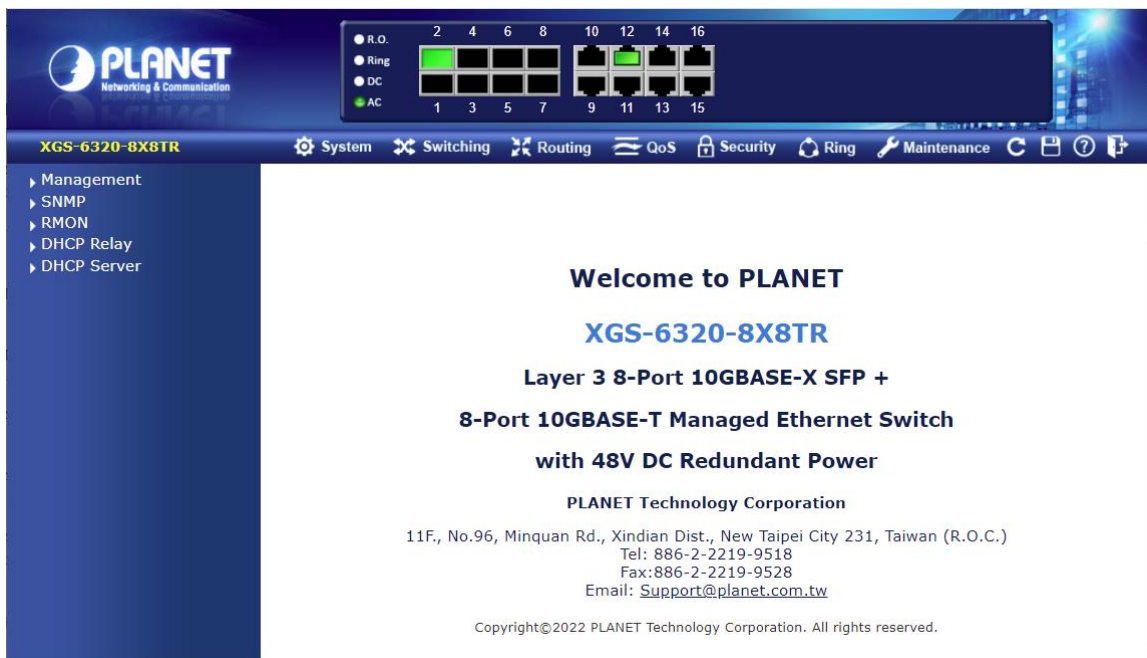 PLANET
Networking & Communication
R.O.
Ring
DC
AC
2 4 6 8 10 12 14 16
1 3 5 7 9 11 13 15
XGS-6320-8X8TR
System Switching Routing QoS Security Ring Maintenance
Management
SNMP
RMON
DHCP Relay
DHCP Server
Welcome to PLANET
XGS-6320-8X8TR
Layer 3 8-Port 10GBASE-X SFP +
8-Port 10GBASE-T Managed Ethernet Switch
with 48V DC Redundant Power
PLANET Technology Corporation
11F., No.96, Minquan Rd., Xindian Dist., New Taipei City 231, Taiwan (R.O.C.)
Tel: 886-2-2219-9518
Fax:886-2-2219-9528
Email: Support@planet.com.tw
Copyright©2022 PLANET Technology Corporation. All rights reserved.